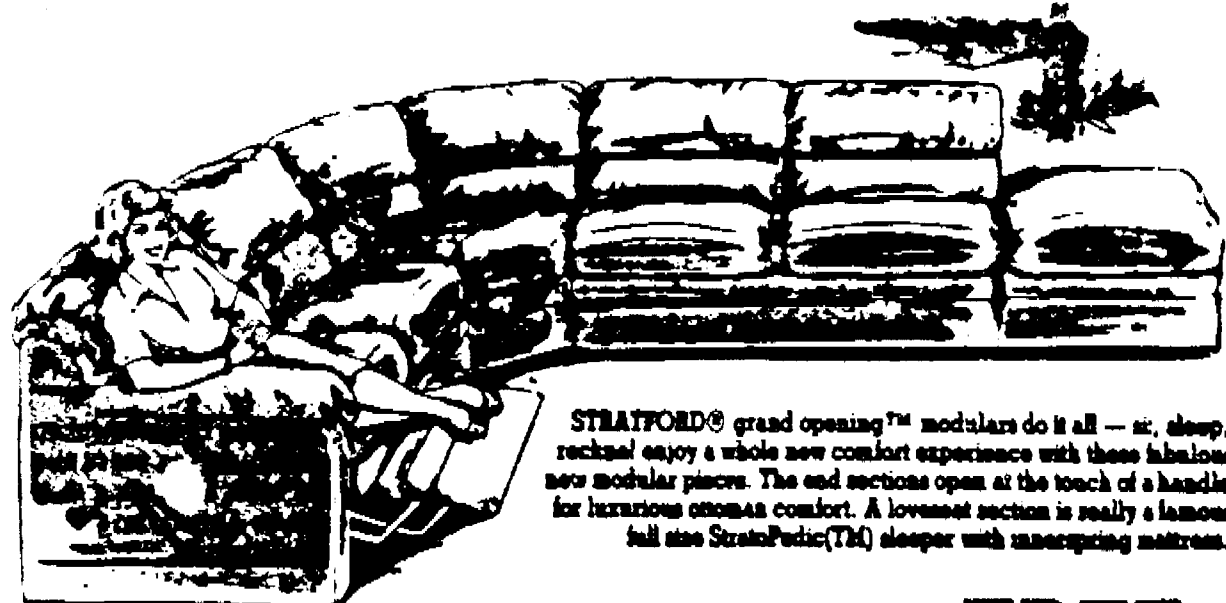 STRATFORD® grand opening™ modulars do it all — sit, sleep,
recline! enjoy a whole new comfort experience with these fabulous
new modular pieces. The end sections open at the touch of a handle
for luxurious ottoman comfort. A loveseat section is really a famous
full size StratoPedic(TM) sleeper with innerspring mattress.